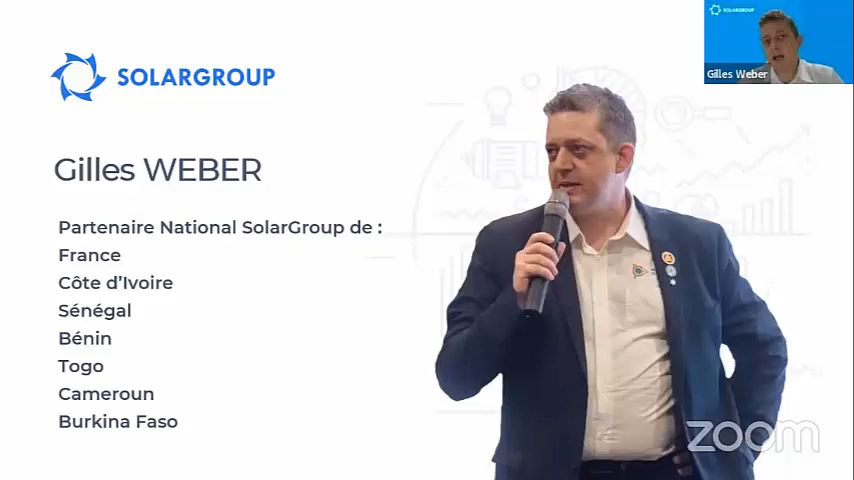 SOLARGROUP
Gilles Weber
SOLARGROUP
Gilles WEBER
Partenaire National SolarGroup de :
France
Côte d'Ivoire
Sénégal
Bénin
Togo
Cameroun
Burkina Faso
zoom